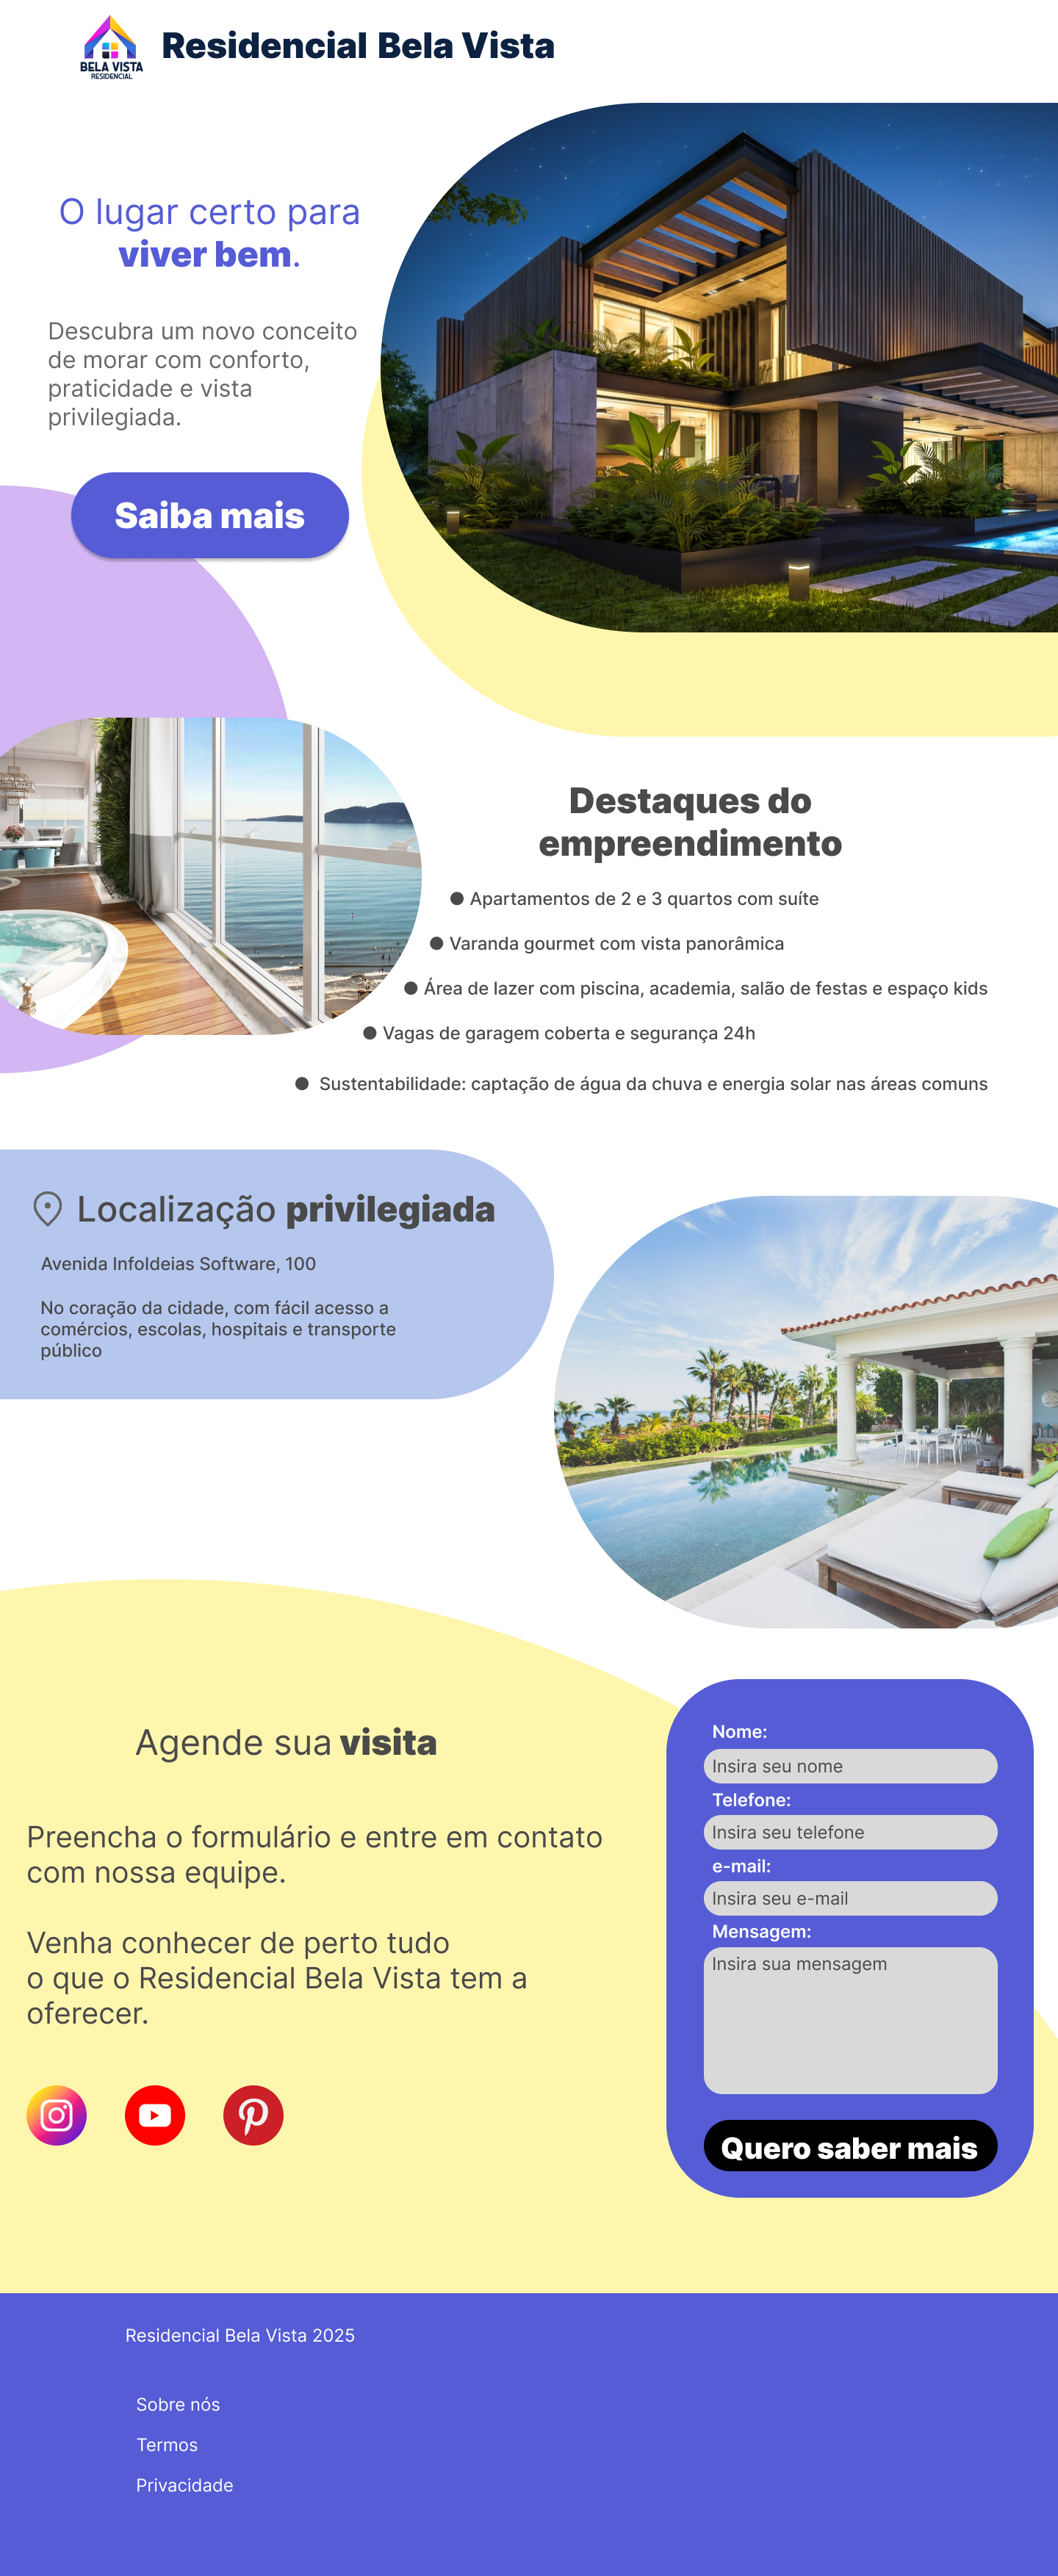 BELA VISTA
RESIDENCIAL
Residencial Bela Vista
O lugar certo para
viver bem.
Descubra um novo conceito
de morar com conforto,
praticidade e vista
privilegiada.
Saiba mais
Destaques do
empreendimento
● Apartamentos de 2 e 3 quartos com suíte
● Varanda gourmet com vista panorâmica
● Área de lazer com piscina, academia, salão de festas e espaço kids
● Vagas de garagem coberta e segurança 24h
● Sustentabilidade: captação de água da chuva e energia solar nas áreas comuns
Localização privilegiada
Avenida InfoIdeias Software, 100
No coração da cidade, com fácil acesso a
comércios, escolas, hospitais e transporte
público
Agende sua visita
Preencha o formulário e entre em contato
com nossa equipe.
Venha conhecer de perto tudo
o que o Residencial Bela Vista tem a
oferecer.
Nome:
Insira seu nome
Telefone:
Insira seu telefone
e-mail:
Insira seu e-mail
Mensagem:
Insira sua mensagem
Quero saber mais
Residencial Bela Vista 2025
Sobre nós
Termos
Privacidade